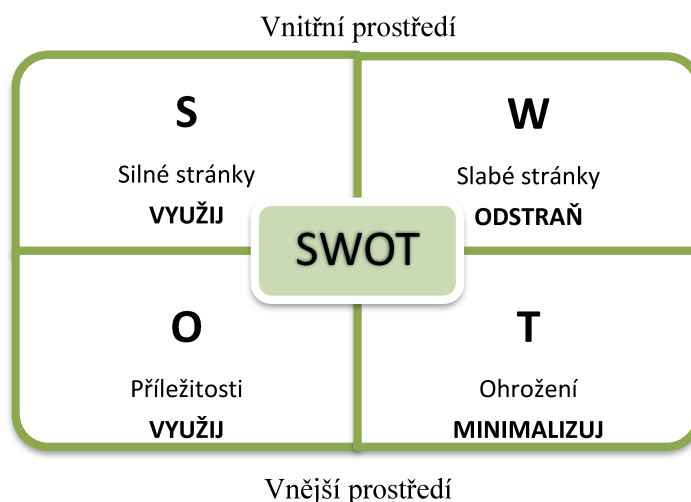 Vnitřní prostředí
S
Silné stránky
VYUŽIJ
W
Slabé stránky
ODSTRAŇ
SWOT
O
Příležitosti
VYUŽIJ
T
Ohrožení
MINIMALIZUJ
Vnější prostředí